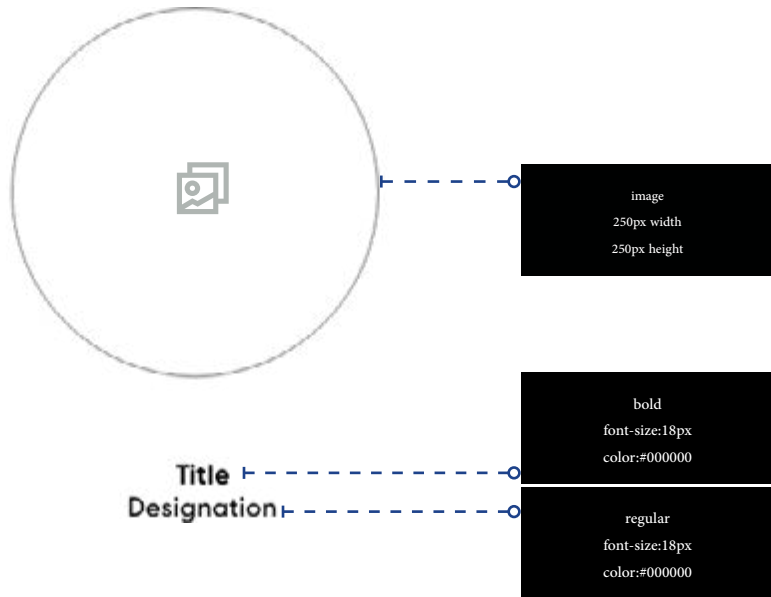 image
250px width
250px height
bold
font-size:18px
color:#000000
Title
Designation
regular
font-size:18px
color:#000000